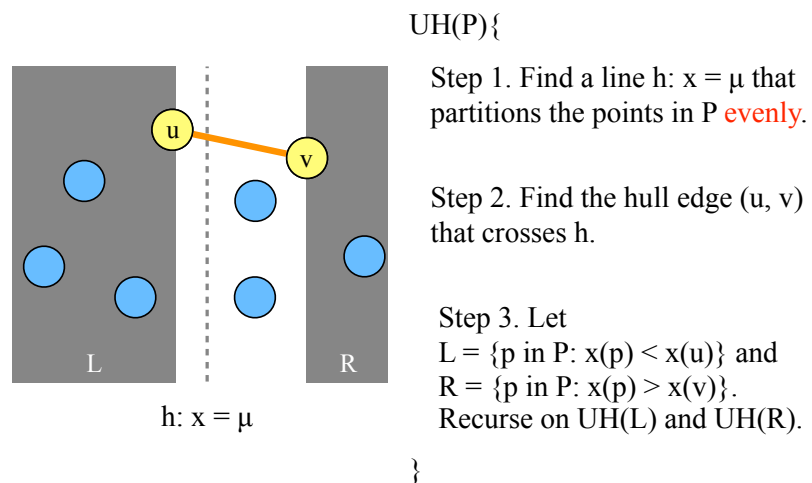 UH(P){
Step 1. Find a line h: x = μ that
partitions the points in P evenly.
u
v
Step 2. Find the hull edge (u, v)
that crosses h.
Step 3. Let
L = {p in P: x(p) < x(u)} and
R = {p in P: x(p) > x(v)}.
Recurse on UH(L) and UH(R).
L
R
h: x = μ
}